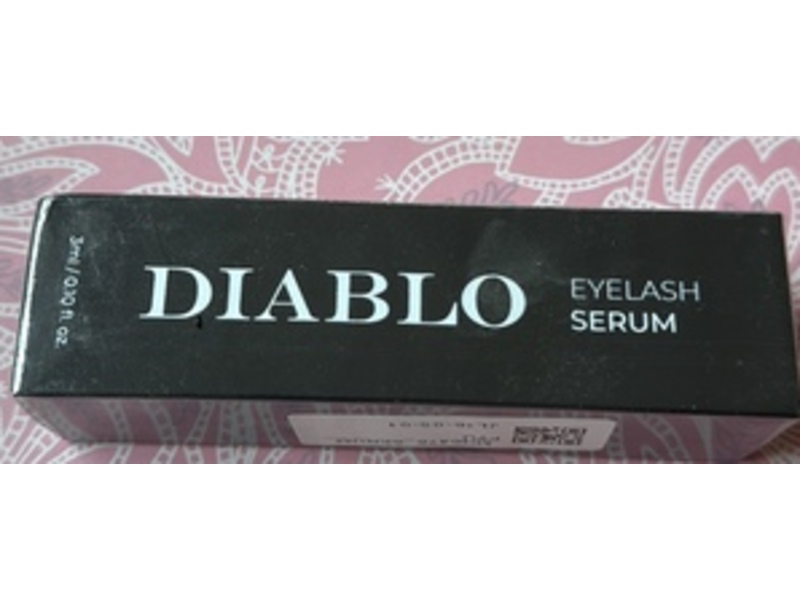 3ml / 0.10 fl. oz.
DIABLO
EYELASH
SERUM